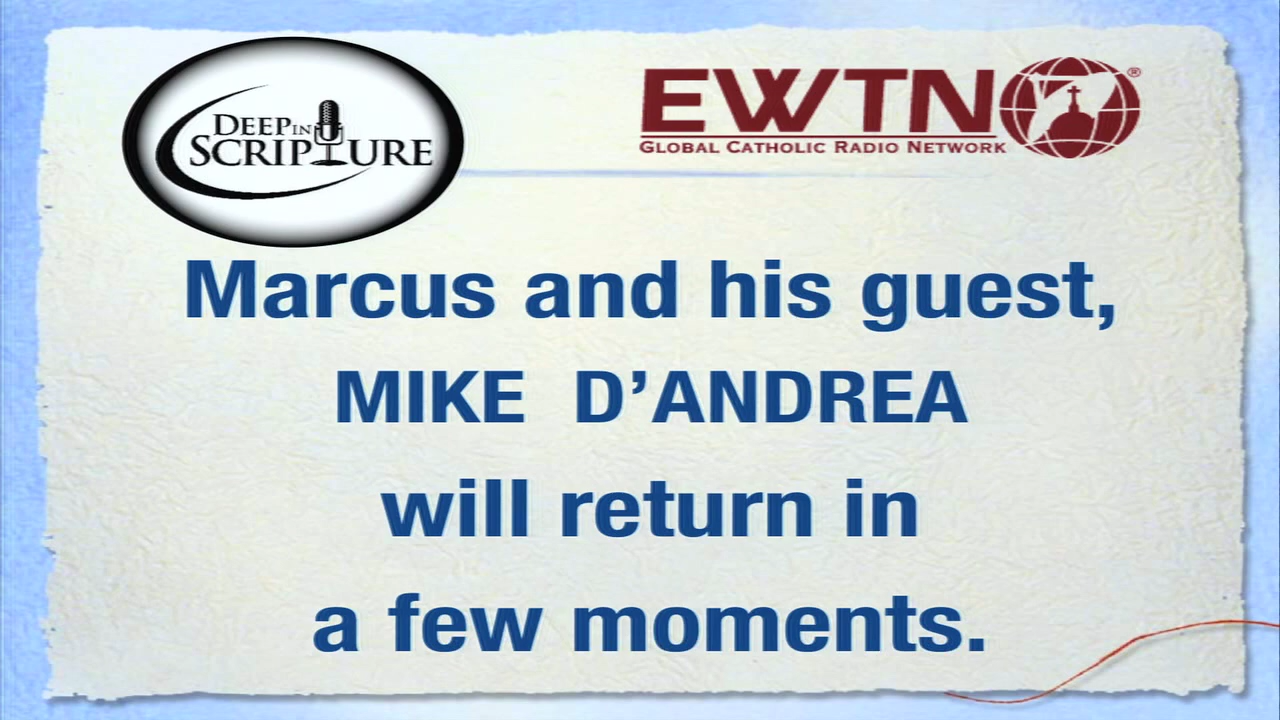 DEEP IN
SCRIPTURE
EWTN®
GLOBAL CATHOLIC RADIO NETWORK
Marcus and his guest,
MIKE D’ANDREA
will return in
a few moments.